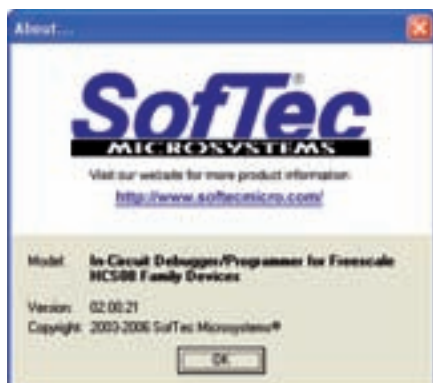 About...
SofTec
MICROSYSTEMS
Visit our website for more product information
http://www.softecmicro.com/
Model: In-Circuit Debugger/Programmer for Freescale
HCS08 Family Devices
Version: 02.00.21
Copyright: 2003-2006 SofTec Microsystems®
OK